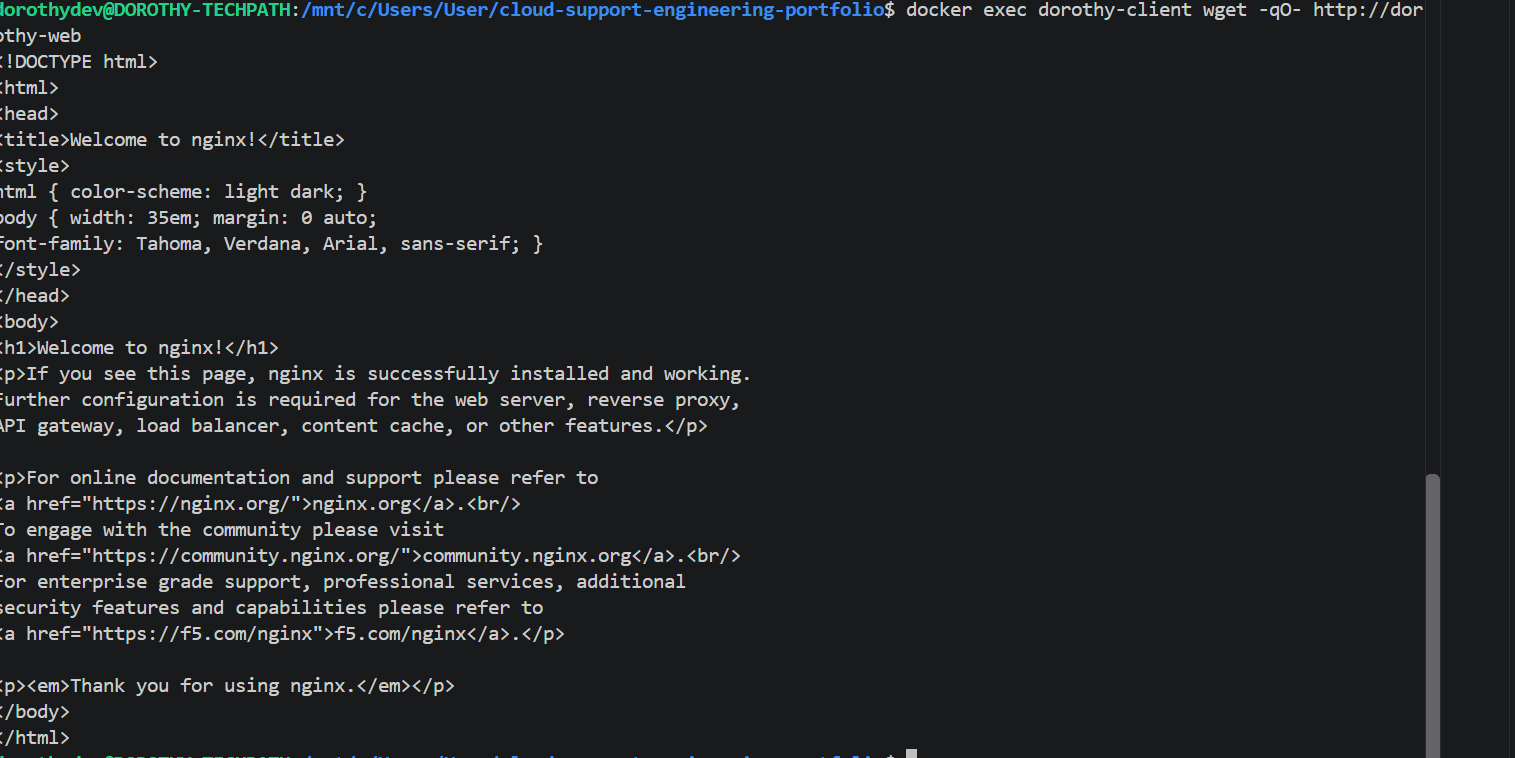 dorothydev@DOROTHY-TECHPATH:/mnt/c/Users/User/cloud-support-engineering-portfolio$ docker exec dorothy-client wget -qO- http://dor
othy-web
<!DOCTYPE html>
<html>
<head>
<title>Welcome to nginx!</title>
<style>
html { color-scheme: light dark; }
body { width: 35em; margin: 0 auto;
font-family: Tahoma, Verdana, Arial, sans-serif; }
</style>
</head>
<body>
<h1>Welcome to nginx!</h1>
<p>If you see this page, nginx is successfully installed and working.
Further configuration is required for the web server, reverse proxy,
API gateway, load balancer, content cache, or other features.</p>

<p>For online documentation and support please refer to
<a href="https://nginx.org/">nginx.org</a>.<br/>
To engage with the community please visit
<a href="https://community.nginx.org/">community.nginx.org</a>.<br/>
For enterprise grade support, professional services, additional
security features and capabilities please refer to
<a href="https://f5.com/nginx">f5.com/nginx</a>.</p>

<p><em>Thank you for using nginx.</em></p>
</body>
</html>